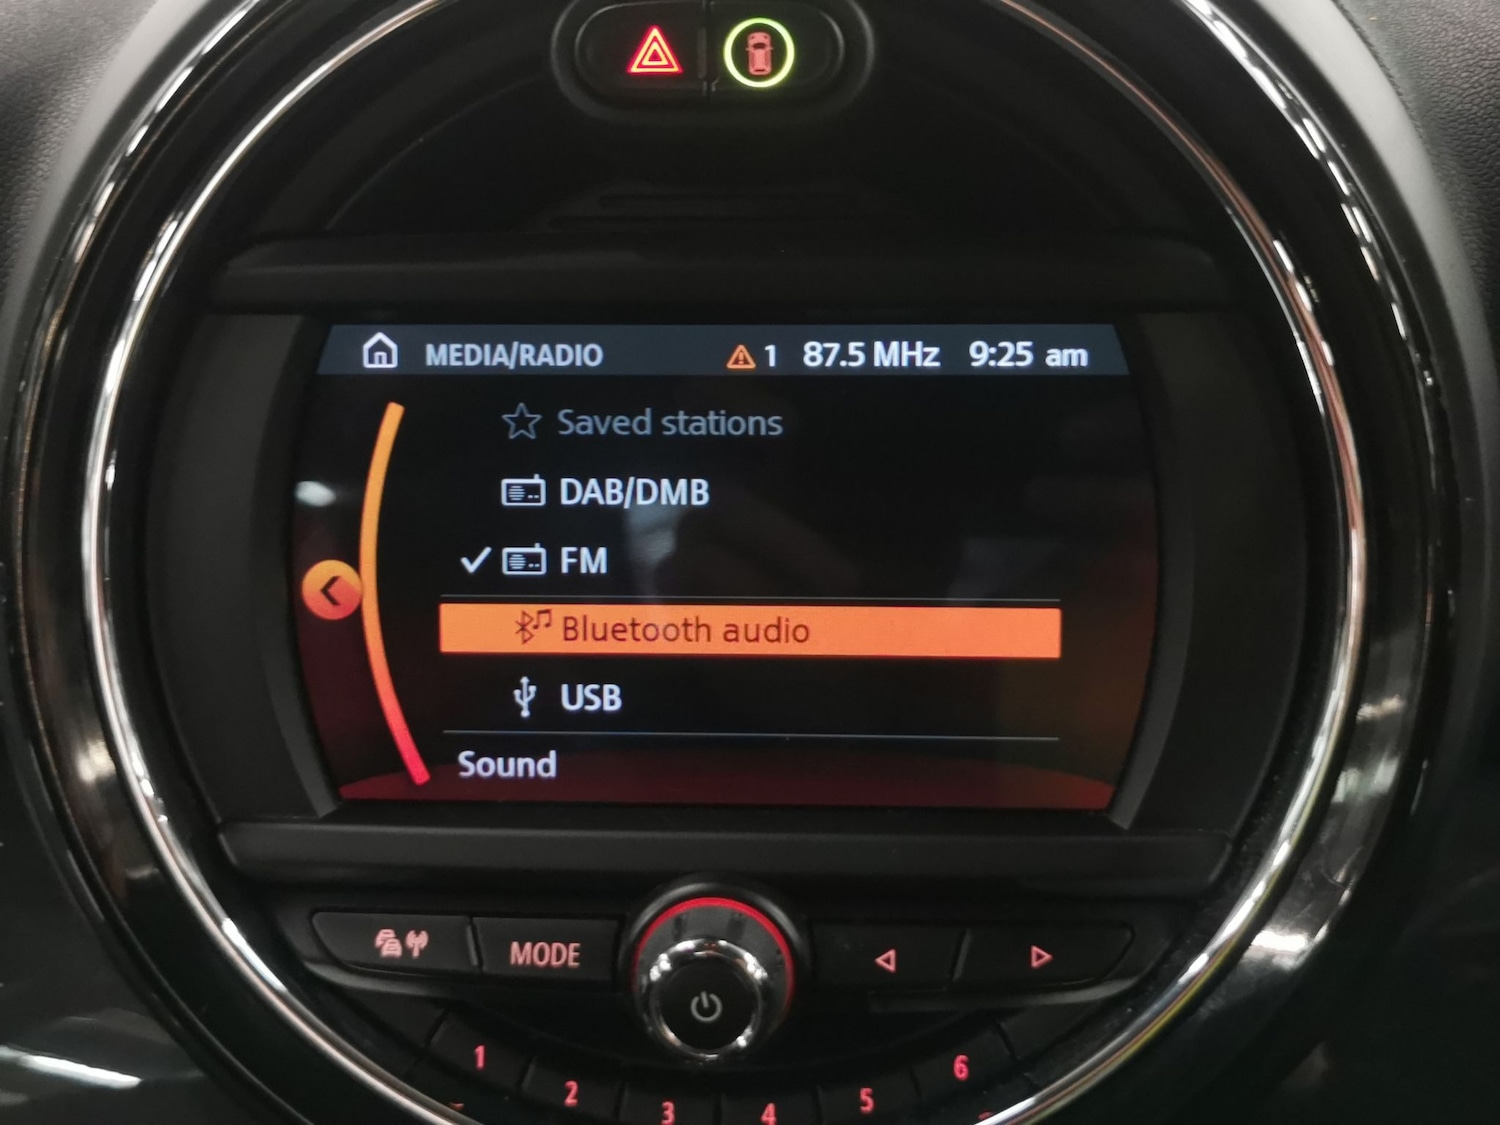 MEDIA/RADIO 1 87.5 MHz 9:25 am
Saved stations
DAB/DMB
FM
Bluetooth audio
USB
Sound
MODE
1 2 3 4 5 6